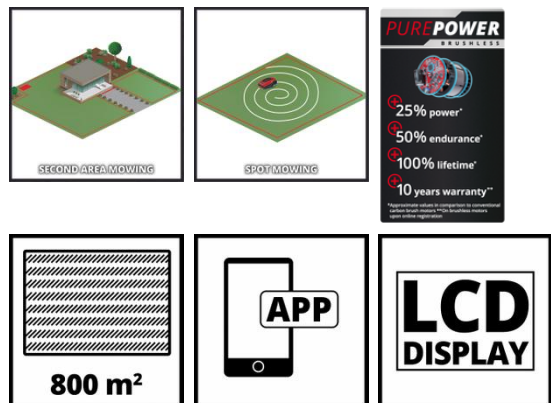 SECOND AREA MOWING
SPOT MOWING
PUREPOWER
BRUSHLESS
25% power*
50% endurance*
100% lifetime*
10 years warranty**
*Approximate values in comparison to conventional
carbon brush motors **On brushless motors
upon online registration
800 m²
APP
LCD
DISPLAY